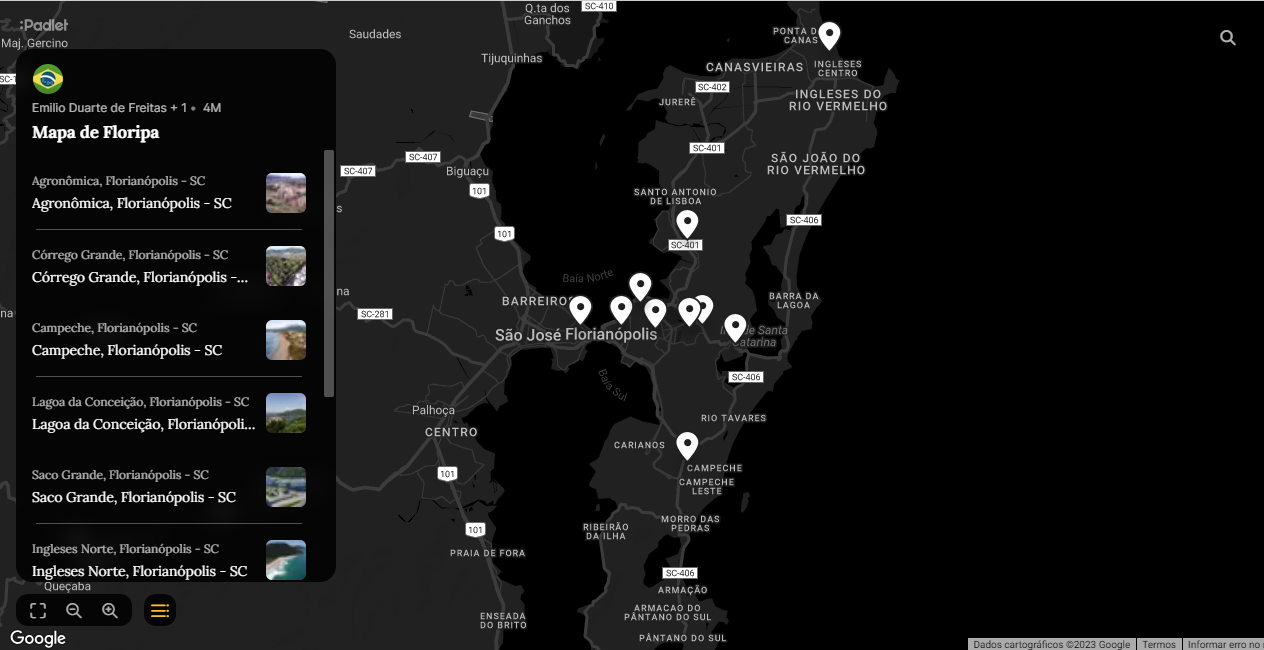 :Padlet
Maj. Gercino
Emilio Duarte de Freitas + 1 • 4M
Mapa de Floripa
Agronômica, Florianópolis - SC
Agronômica, Florianópolis - SC
Córrego Grande, Florianópolis - SC
Córrego Grande, Florianópolis -...
Campeche, Florianópolis - SC
Campeche, Florianópolis - SC
Lagoa da Conceição, Florianópolis - SC
Lagoa da Conceição, Florianópoli...
Saco Grande, Florianópolis - SC
Saco Grande, Florianópolis - SC
Ingleses Norte, Florianópolis - SC
Ingleses Norte, Florianópolis - SC
Queçaba
Google
Q.ta dos
Ganchos
SC-410
Saudades
Tijuquinhas
PONTA D
CANAS
CANASVIEIRAS
INGLESES
CENTRO
SC-402
JURERÊ
INGLESES DO
RIO VERMELHO
SC-401
SC-407
SC-407
Biguaçu
101
SÃO JOÃO DO
RIO VERMELHO
SANTO ANTONIO
DE LISBOA
s
SC-406
101
SC-401
Baía Norte
na
na
BARREIROS
BARRA DA
LAGOA
SC-281
São José
Florianópolis
de Santa
Catarina
SC-406
Baía Sul
Palhoça
CENTRO
RIO TAVARES
CARIANOS
CAMPECHE
CAMPECHE
LESTE
101
101
MORRO DAS
PEDRAS
RIBEIRÃO
DA ILHA
PRAIA DE FORA
SC-406
ARMAÇÃO
ARMACAO DO
PÂNTANO DO SUL
ENSEADA
DO BRITO
PÂNTANO DO SUL
Dados cartográficos ©2023 Google
Termos
Informar erro no